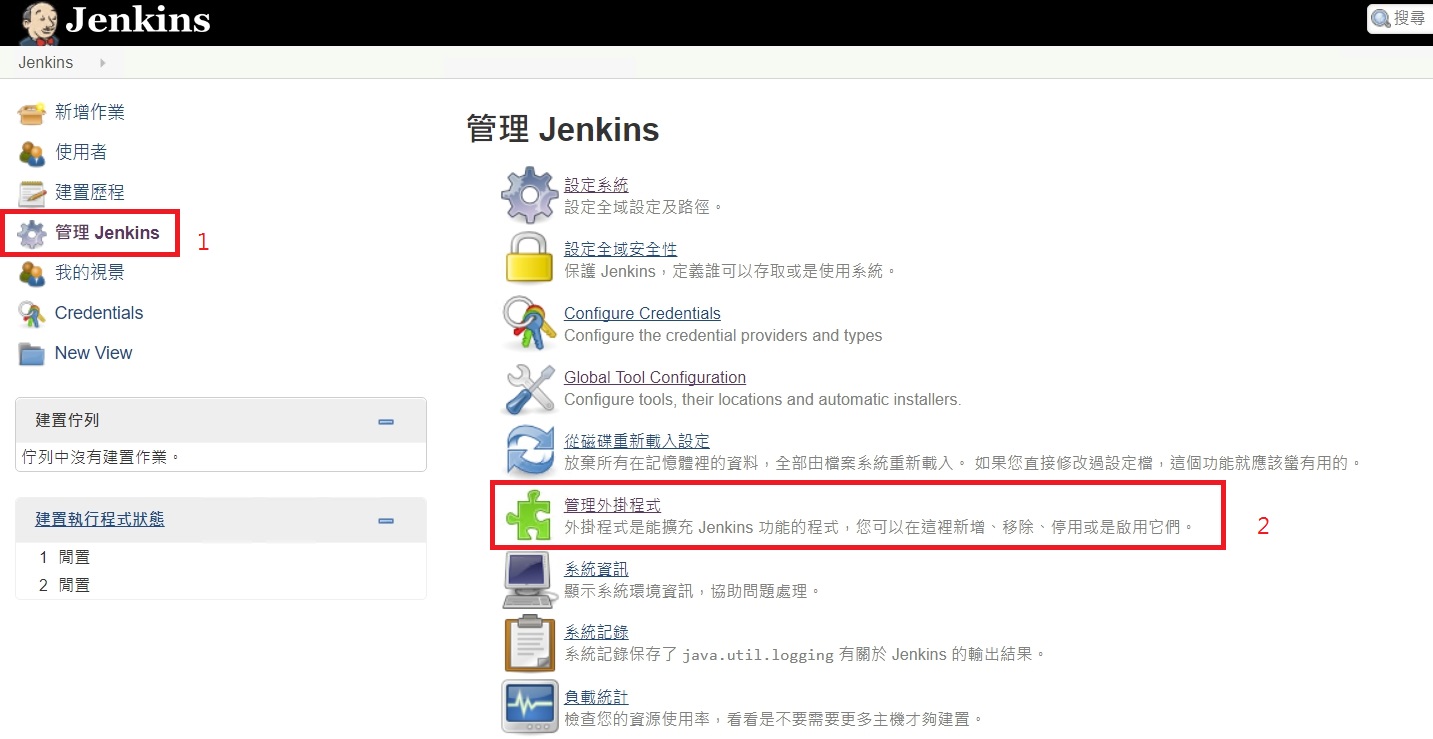 Jenkins
搜尋
Jenkins
新增作業
使用者
建置歷程
管理 Jenkins
1
我的視景
Credentials
New View
建置佇列
佇列中沒有建置作業。
建置執行程式狀態
1 閒置
2 閒置
管理 Jenkins
設定系統
設定全域設定及路徑。
設定全域安全性
保護 Jenkins，定義誰可以存取或是使用系統。
Configure Credentials
Configure the credential providers and types
Global Tool Configuration
Configure tools, their locations and automatic installers.
從磁碟重新載入設定
放棄所有在記憶體裡的資料，全部由檔案系統重新載入。 如果您直接修改過設定檔，這個功能就應該蠻有用的。
管理外掛程式
外掛程式是能擴充 Jenkins 功能的程式，您可以在這裡新增、移除、停用或是啟用它們。
2
系統資訊
顯示系統環境資訊，協助問題處理。
系統記錄
系統記錄保存了 java.util.logging 有關於 Jenkins 的輸出結果。
負載統計
檢查您的資源使用率，看看是不要需要更多主機才夠建置。